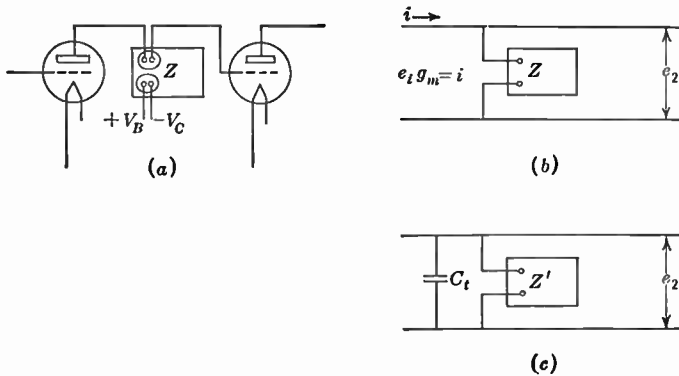 Z
+V_B -V_C
(a)
i→
e_i g_m = i
Z
e_2
(b)
C_t
Z'
e_2
(c)